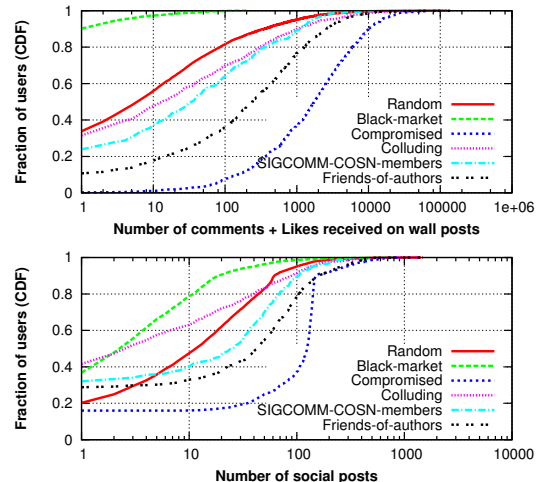 Fraction of users (CDF)
1
0.8
0.6
0.4
0.2
0
Random
Black-market
Compromised
Colluding
SIGCOMM-COSN-members
Friends-of-authors
1 10 100 1000 10000 100000 1e+06
Number of comments + Likes received on wall posts
Fraction of users (CDF)
1
0.8
0.6
0.4
0.2
0
Random
Black-market
Compromised
Colluding
SIGCOMM-COSN-members
Friends-of-authors
1 10 100 1000 10000
Number of social posts